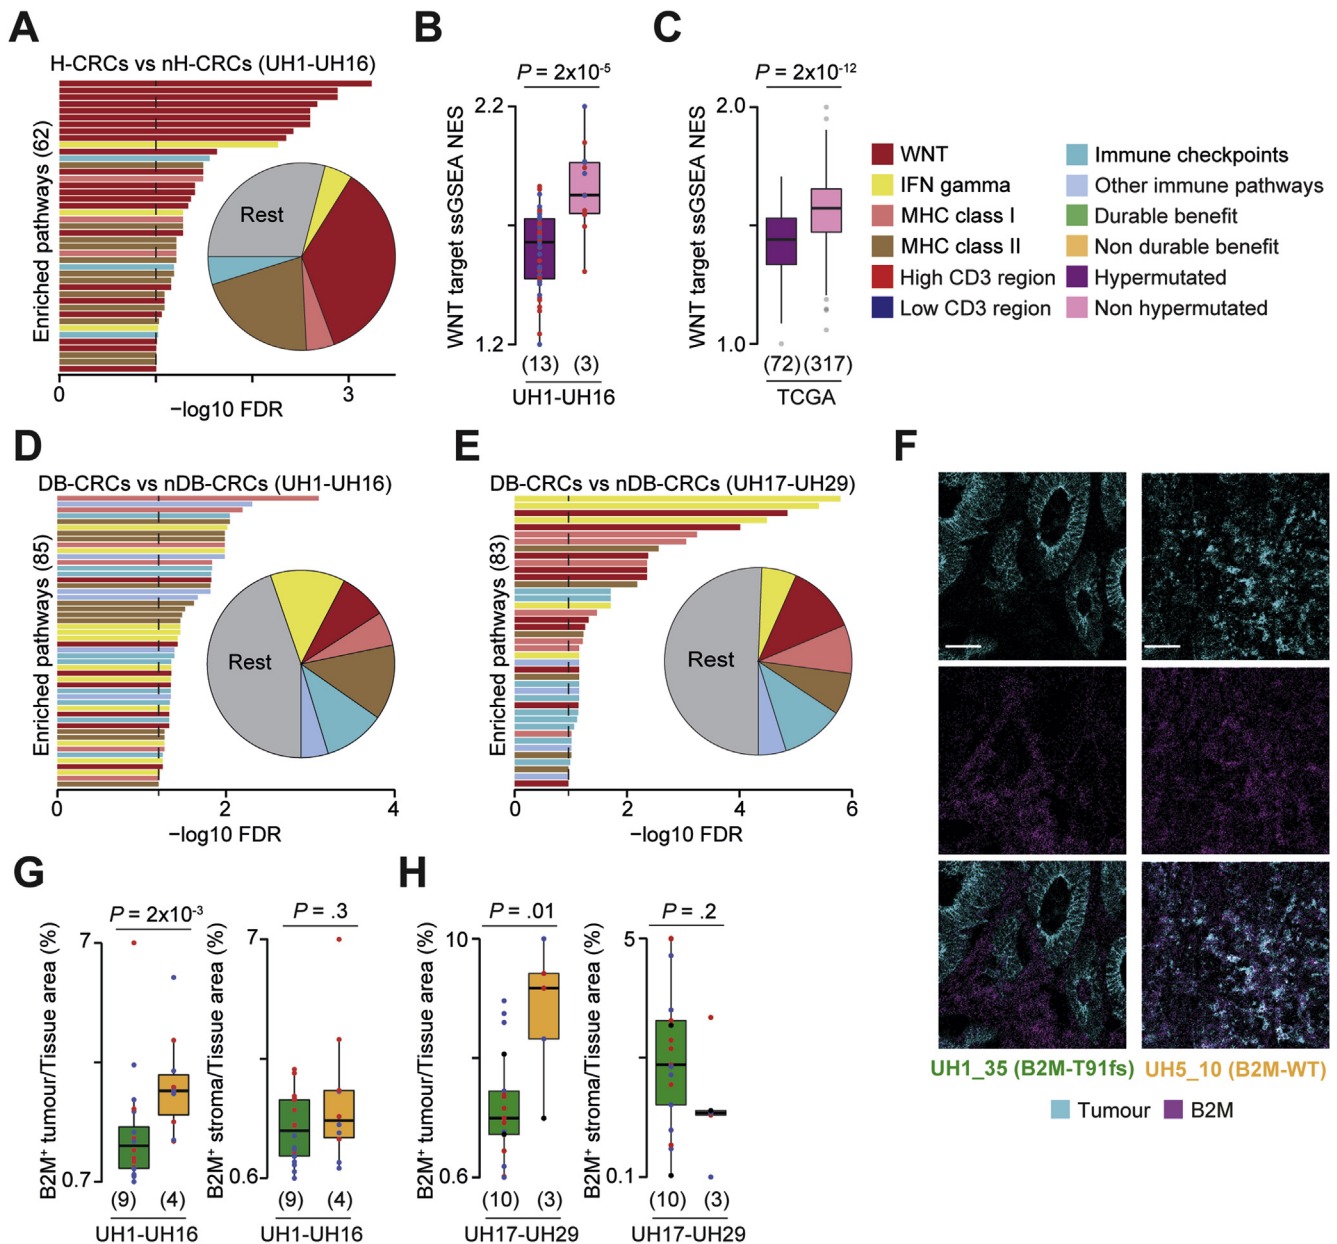 A
H-CRCs vs nH-CRCs (UH1-UH16)
Enriched pathways (62)
Rest
0
3
−log10 FDR
B
P = 2x10-5
WNT target ssGSEA NES
2.2
1.2
(13)
(3)
UH1-UH16
C
P = 2x10-12
WNT target ssGSEA NES
2.0
1.0
(72)
(317)
TCGA
WNT
IFN gamma
MHC class I
MHC class II
High CD3 region
Low CD3 region
Immune checkpoints
Other immune pathways
Durable benefit
Non durable benefit
Hypermutated
Non hypermutated
D
DB-CRCs vs nDB-CRCs (UH1-UH16)
Enriched pathways (85)
Rest
0
2
4
−log10 FDR
E
DB-CRCs vs nDB-CRCs (UH17-UH29)
Enriched pathways (83)
Rest
0
2
4
6
−log10 FDR
F
UH1_35 (B2M-T91fs)
UH5_10 (B2M-WT)
Tumour
B2M
G
P = 2x10-3
B2M+ tumour/Tissue area (%)
7
0.7
(9)
(4)
UH1-UH16
P = .3
B2M+ stroma/Tissue area (%)
7
0.6
(9)
(4)
UH1-UH16
H
P = .01
B2M+ tumour/Tissue area (%)
10
0.6
(10)
(3)
UH17-UH29
P = .2
B2M+ stroma/Tissue area (%)
5
0.1
(10)
(3)
UH17-UH29